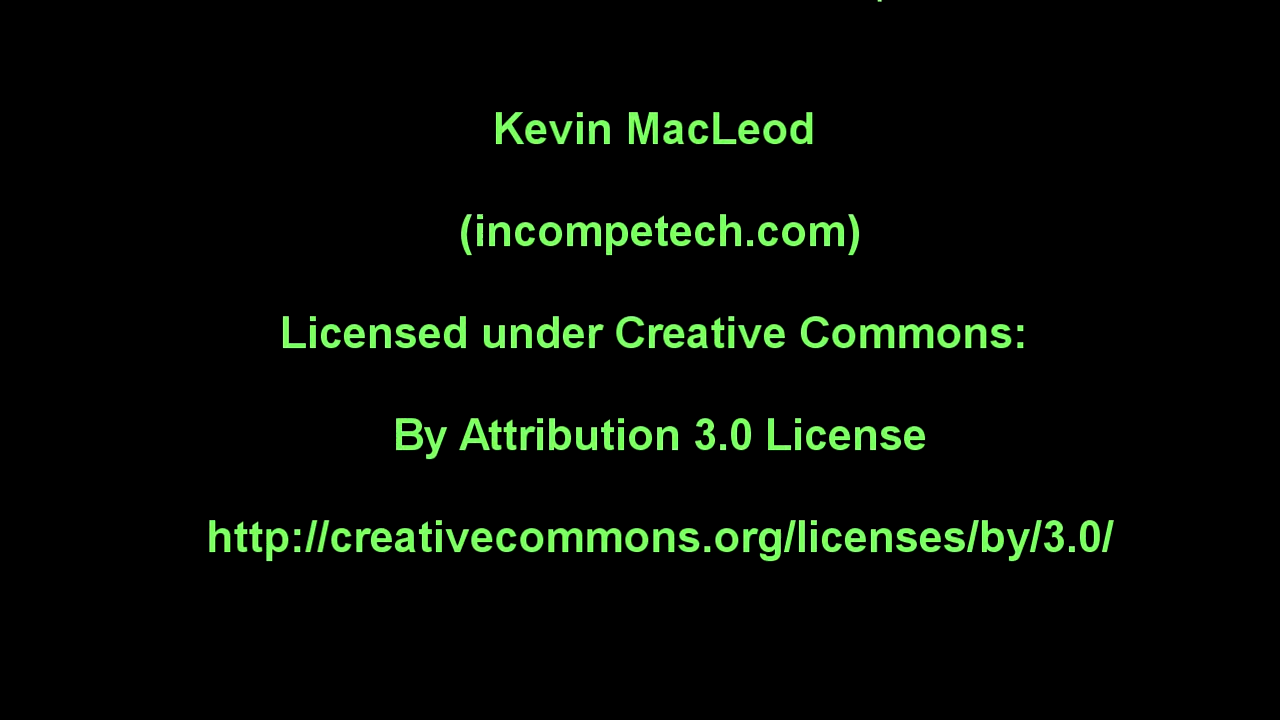 Kevin MacLeod
(incompetech.com)
Licensed under Creative Commons:
By Attribution 3.0 License
http://creativecommons.org/licenses/by/3.0/